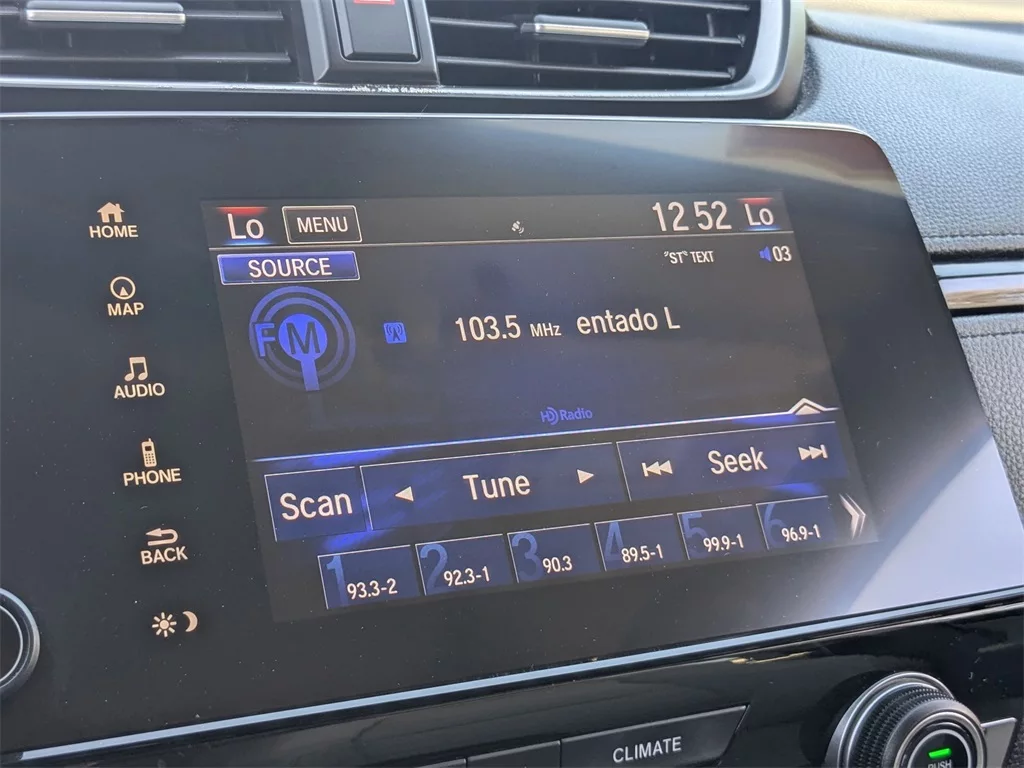 Lo MENU 12 52 Lo
HOME
SOURCE "ST" TEXT 03
MAP
FM 103.5 MHz entado L
AUDIO
HD Radio
PHONE
Scan Tune Seek
BACK
1 93.3-2 2 92.3-1 3 90.3 4 89.5-1 5 99.9-1 6 96.9-1
CLIMATE
PUSH